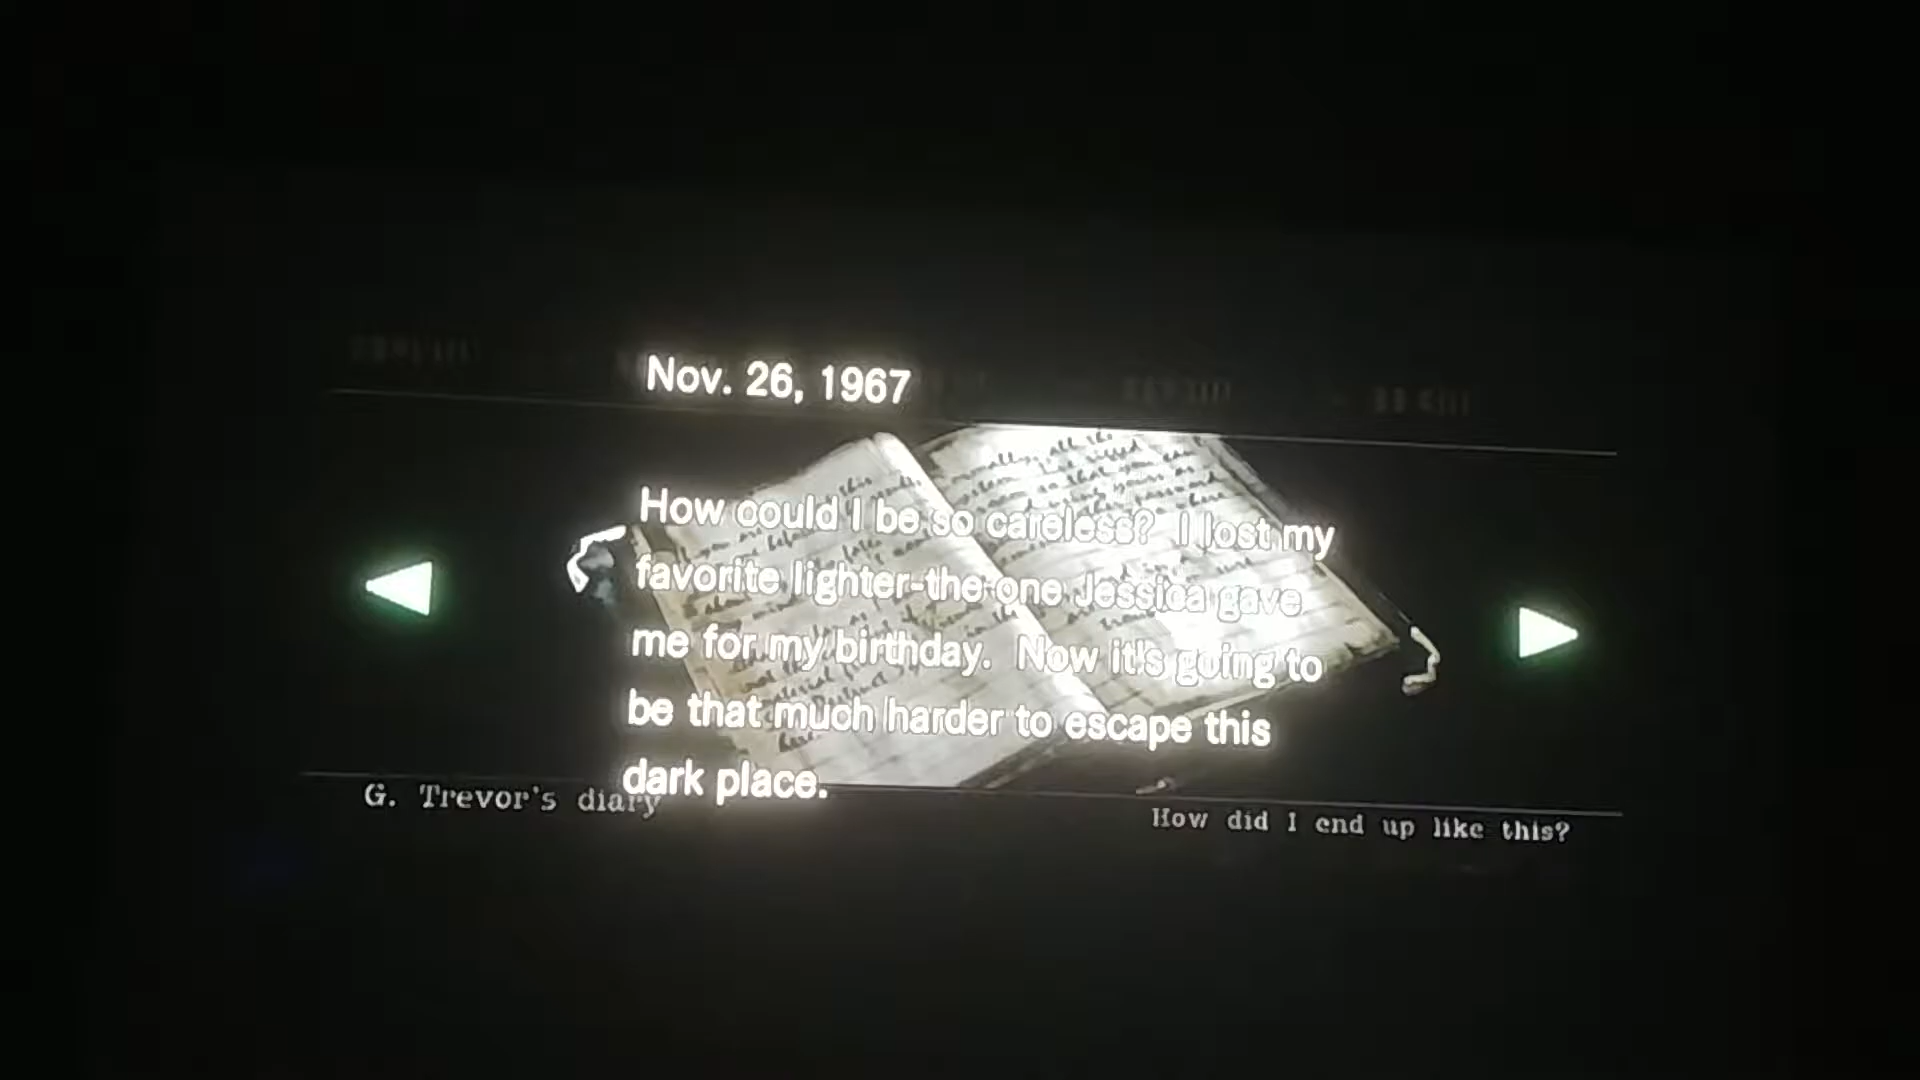 Nov. 26, 1967
How could I be so careless?  I lost my
favorite lighter-the one Jessica gave
me for my birthday.  Now it's going to
be that much harder to escape this
dark place.
G. Trevor's diary
How did I end up like this?